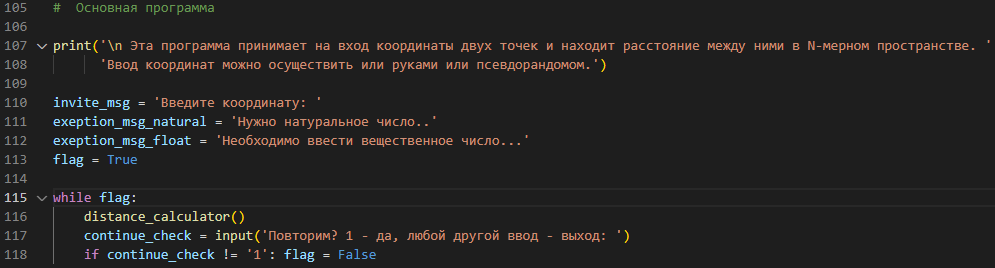 105 #  Основная программа
106
107 print('\n Эта программа принимает на вход координаты двух точек и находит расстояние между ними в N-мерном пространстве. '
108 'Ввод координат можно осуществить или руками или псевдорандомом.')
109
110 invite_msg = 'Введите координату: '
111 exeption_msg_natural = 'Нужно натуральное число..'
112 exeption_msg_float = 'Необходимо ввести вещественное число...'
113 flag = True
114
115 while flag:
116 distance_calculator()
117 continue_check = input('Повторим? 1 - да, любой другой ввод - выход: ')
118 if continue_check != '1': flag = False